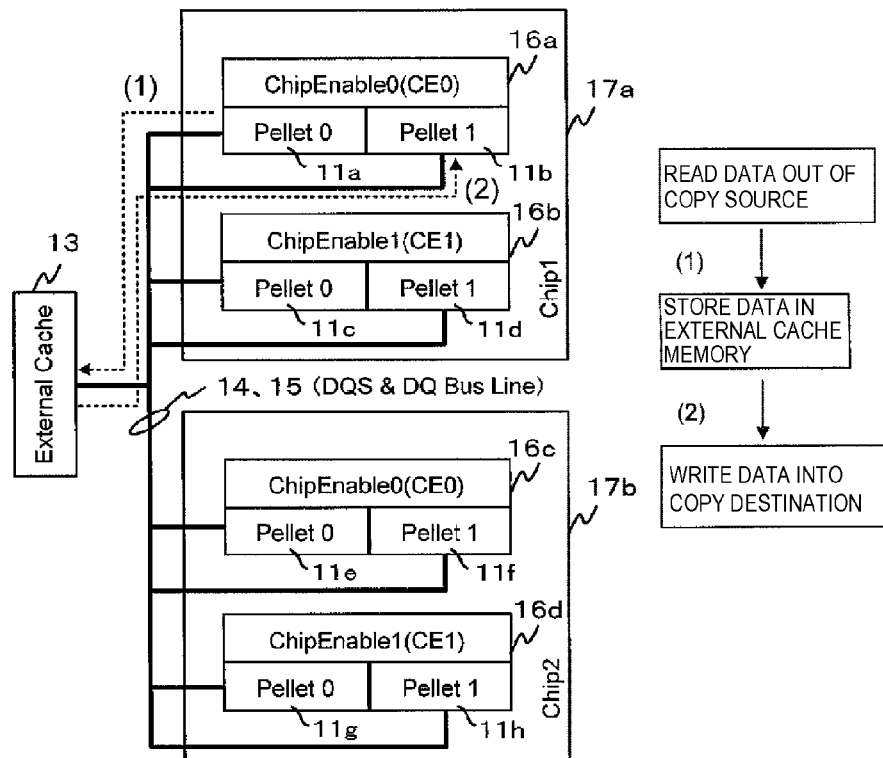 16a
ChipEnable0(CE0)
17a
(1)
Pellet 0
Pellet 1
11a
11b
(2)
16b
ChipEnable1(CE1)
Pellet 0
Pellet 1
11c
11d
Chip1
13
External Cache
14、15 (DQS & DQ Bus Line)
16c
ChipEnable0(CE0)
17b
Pellet 0
Pellet 1
11e
11f
16d
ChipEnable1(CE1)
Pellet 0
Pellet 1
11g
11h
Chip2
READ DATA OUT OF
COPY SOURCE
(1)
STORE DATA IN
EXTERNAL CACHE
MEMORY
(2)
WRITE DATA INTO
COPY DESTINATION